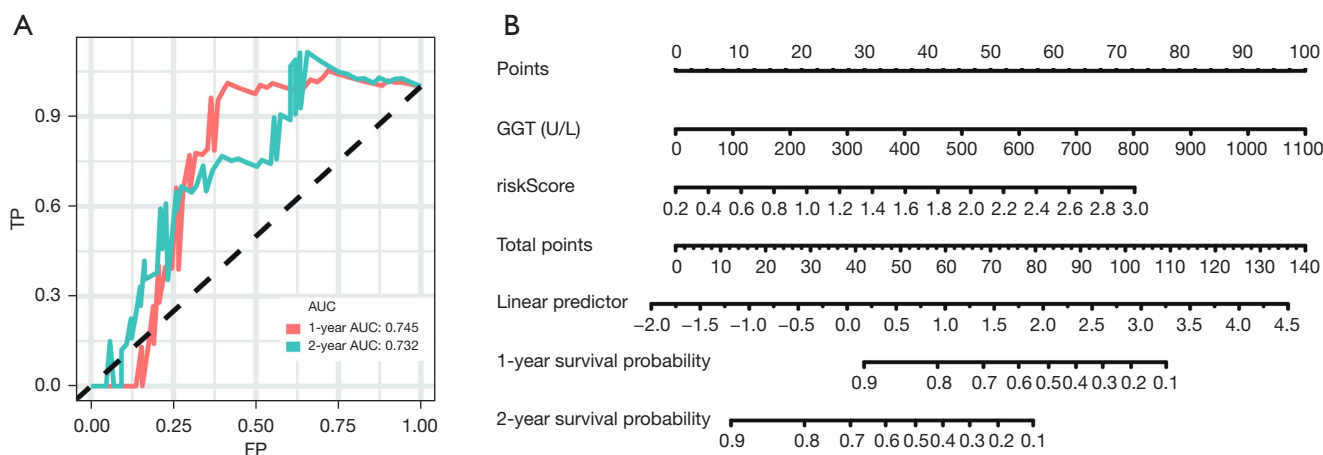 A
TP
0.9
0.6
0.3
0.0
0.00 0.25 0.50 0.75 1.00
FP
AUC
1-year AUC: 0.745
2-year AUC: 0.732
B
Points
0 10 20 30 40 50 60 70 80 90 100
GGT (U/L)
0 100 200 300 400 500 600 700 800 900 1000 1100
riskScore
0.2 0.4 0.6 0.8 1.0 1.2 1.4 1.6 1.8 2.0 2.2 2.4 2.6 2.8 3.0
Total points
0 10 20 30 40 50 60 70 80 90 100 110 120 130 140
Linear predictor
−2.0 −1.5 −1.0 −0.5 0.0 0.5 1.0 1.5 2.0 2.5 3.0 3.5 4.0 4.5
1-year survival probability
0.9 0.8 0.7 0.6 0.5 0.4 0.3 0.2 0.1
2-year survival probability
0.9 0.8 0.7 0.6 0.5 0.4 0.3 0.2 0.1